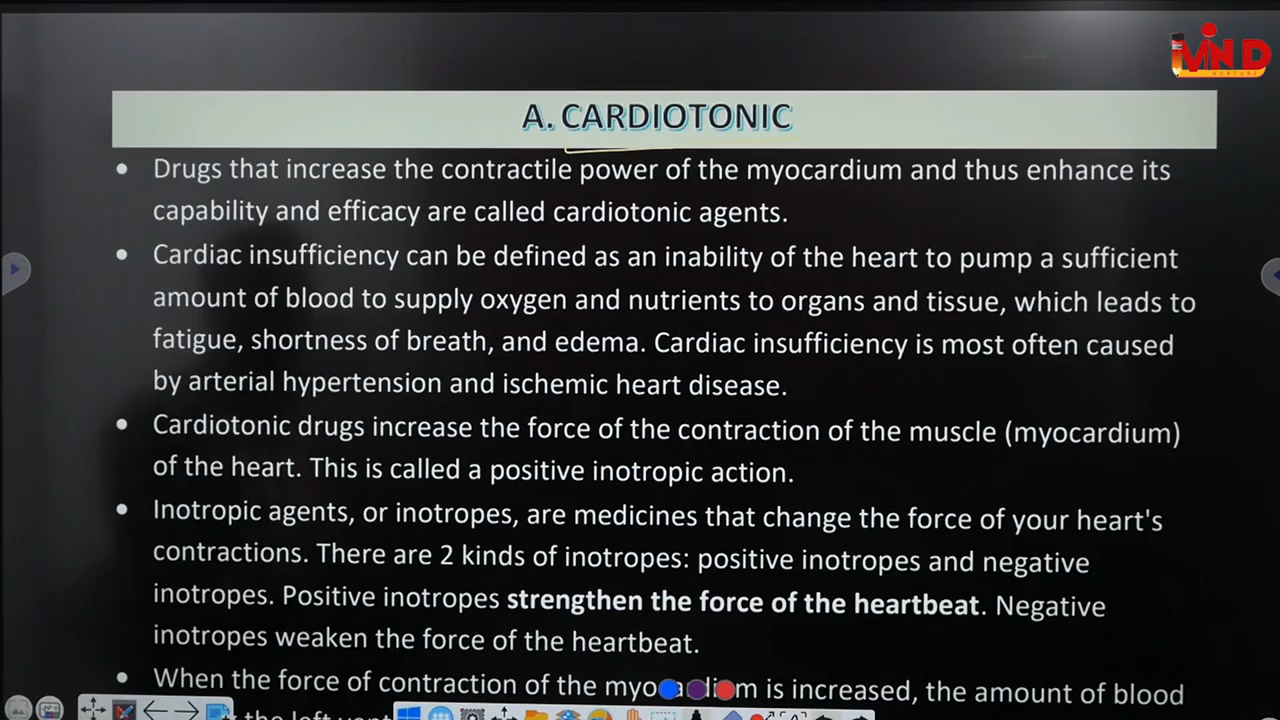 MIND
NURTURE
A. CARDIOTONIC
• Drugs that increase the contractile power of the myocardium and thus enhance its
capability and efficacy are called cardiotonic agents.
• Cardiac insufficiency can be defined as an inability of the heart to pump a sufficient
amount of blood to supply oxygen and nutrients to organs and tissue, which leads to
fatigue, shortness of breath, and edema. Cardiac insufficiency is most often caused
by arterial hypertension and ischemic heart disease.
• Cardiotonic drugs increase the force of the contraction of the muscle (myocardium)
of the heart. This is called a positive inotropic action.
• Inotropic agents, or inotropes, are medicines that change the force of your heart's
contractions. There are 2 kinds of inotropes: positive inotropes and negative
inotropes. Positive inotropes strengthen the force of the heartbeat. Negative
inotropes weaken the force of the heartbeat.
• When the force of contraction of the myocardium is increased, the amount of blood
the left